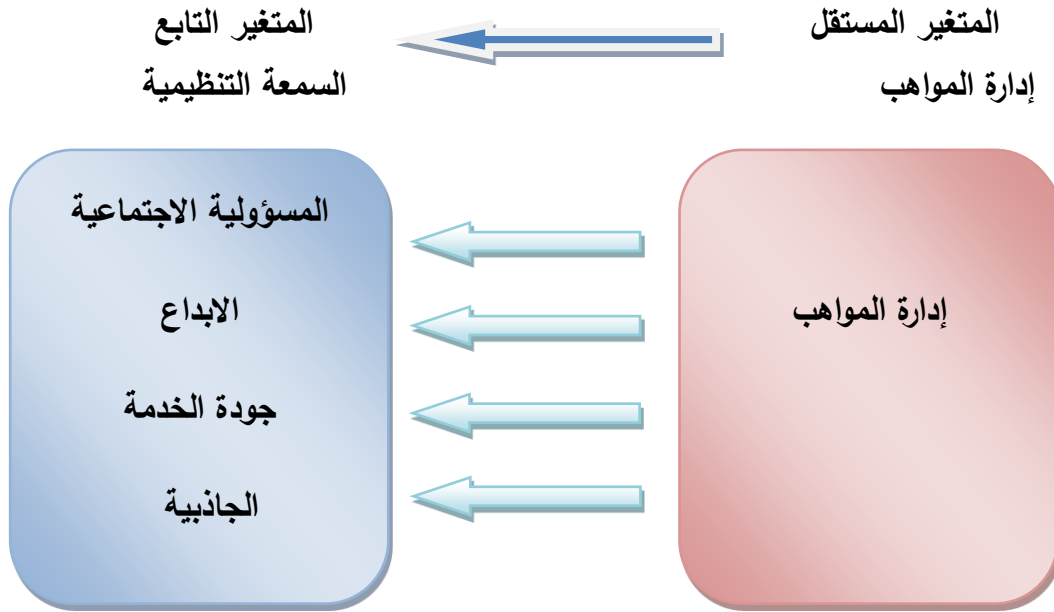 المتغير المستقل
المتغير التابع
إدارة المواهب
السمعة التنظيمية
إدارة المواهب
المسؤولية الاجتماعية
الابداع
جودة الخدمة
الجاذبية